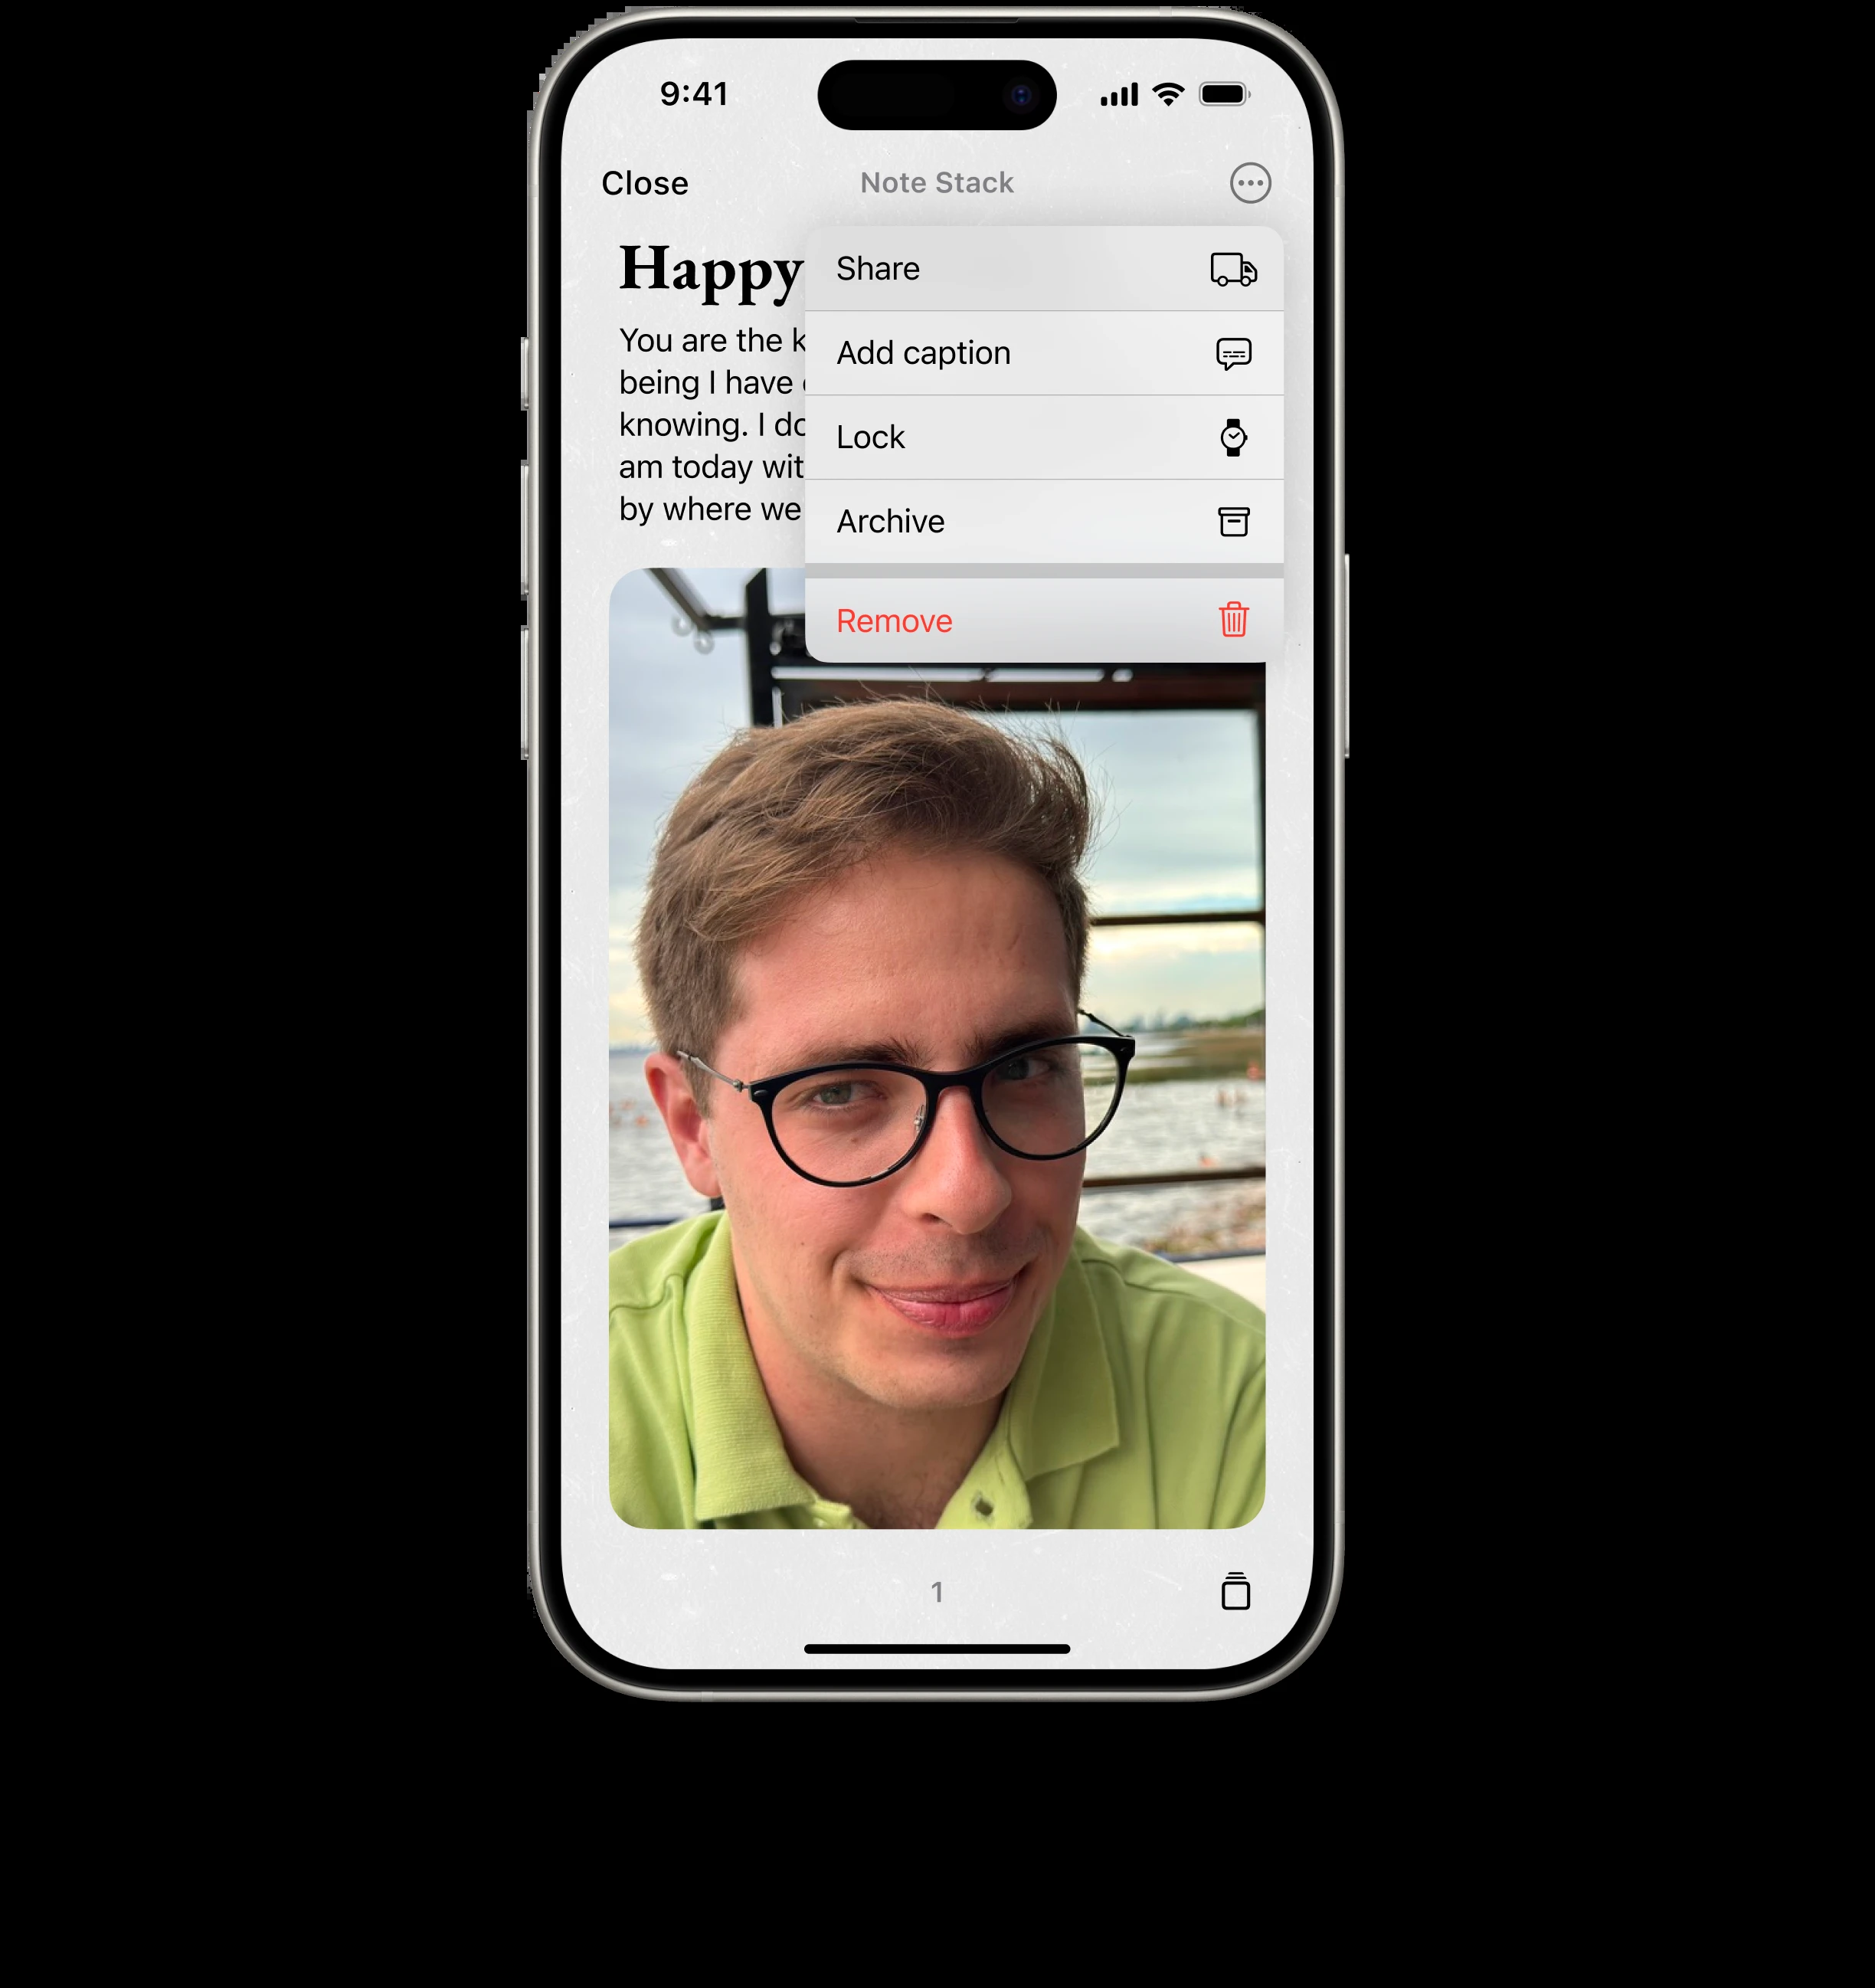 9:41
Close
Note Stack
Happy
You are the
being I have
knowing. I do
am today
by where we
Share
Add caption
Lock
Archive
Remove
1